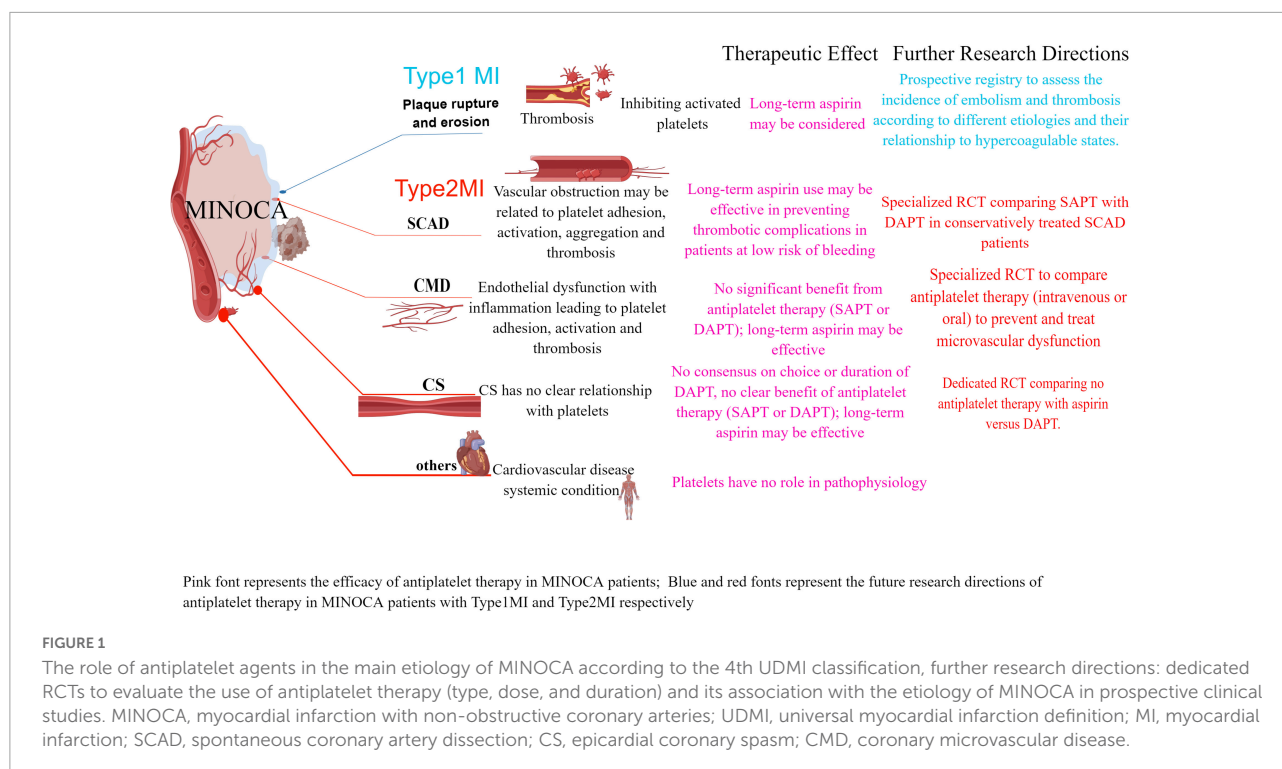 Therapeutic Effect
Further Research Directions
Type1 MI
Plaque rupture
and erosion
Thrombosis
Inhibiting activated
platelets
Long-term aspirin
may be considered
Prospective registry to assess the
incidence of embolism and thrombosis
according to different etiologies and their
relationship to hypercoagulable states.
MINOCA
Type2MI
SCAD
Vascular obstruction may be
related to platelet adhesion,
activation, aggregation and
thrombosis
Long-term aspirin use may be
effective in preventing
thrombotic complications in
patients at low risk of bleeding
Specialized RCT comparing SAPT with
DAPT in conservatively treated SCAD
patients
CMD
Endothelial dysfunction with
inflammation leading to platelet
adhesion, activation and
thrombosis
No significant benefit from
antiplatelet therapy (SAPT or
DAPT); long-term aspirin may be
effective
Specialized RCT to compare
antiplatelet therapy (intravenous or
oral) to prevent and treat
microvascular dysfunction
CS
CS has no clear relationship
with platelets
No consensus on choice or duration of
DAPT, no clear benefit of antiplatelet
therapy (SAPT or DAPT); long-term
aspirin may be effective
Dedicated RCT comparing no
antiplatelet therapy with aspirin
versus DAPT.
others
Cardiovascular disease
systemic condition
Platelets have no role in pathophysiology
Pink font represents the efficacy of antiplatelet therapy in MINOCA patients; Blue and red fonts represent the future research directions of
antiplatelet therapy in MINOCA patients with Type1MI and Type2MI respectively
FIGURE 1
The role of antiplatelet agents in the main etiology of MINOCA according to the 4th UDMI classification, further research directions: dedicated
RCTs to evaluate the use of antiplatelet therapy (type, dose, and duration) and its association with the etiology of MINOCA in prospective clinical
studies. MINOCA, myocardial infarction with non-obstructive coronary arteries; UDMI, universal myocardial infarction definition; MI, myocardial
infarction; SCAD, spontaneous coronary artery dissection; CS, epicardial coronary spasm; CMD, coronary microvascular disease.